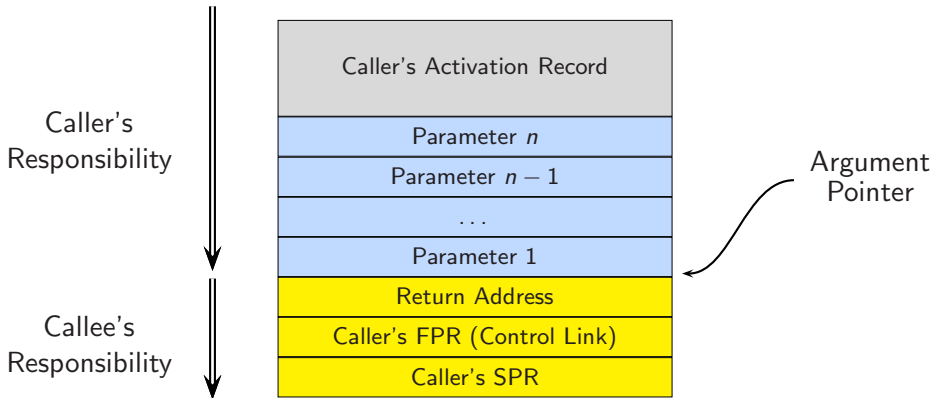 Caller's Activation Record
Caller's
Responsibility
Parameter n
Parameter n − 1
. . .
Parameter 1
Argument
Pointer
Callee's
Responsibility
Return Address
Caller's FPR (Control Link)
Caller's SPR